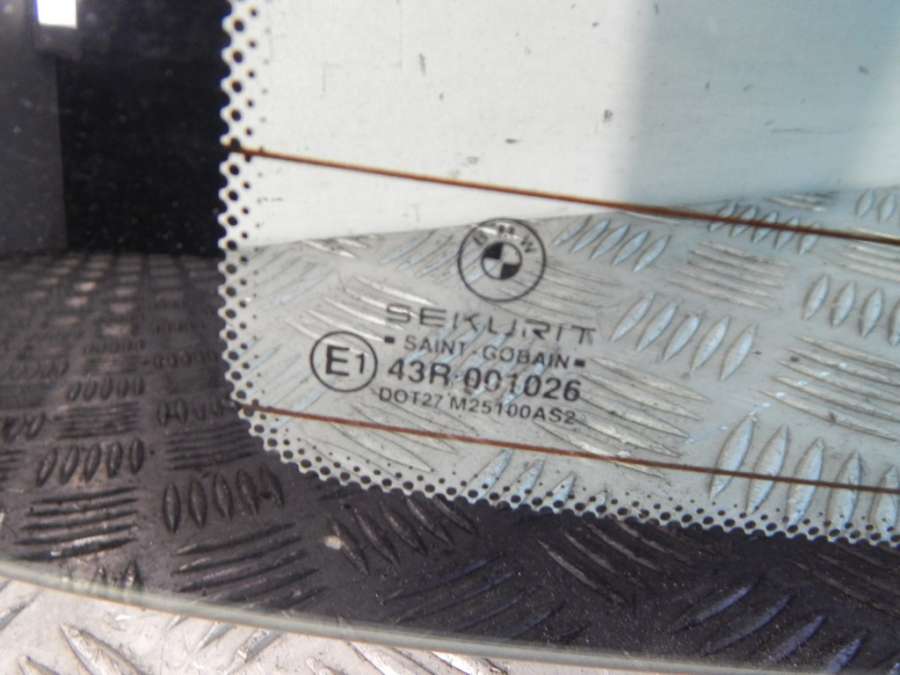 BMW
SEKURIT
SAINT-GOBAIN
E1 43R 001026
DOT27 M25100AS2